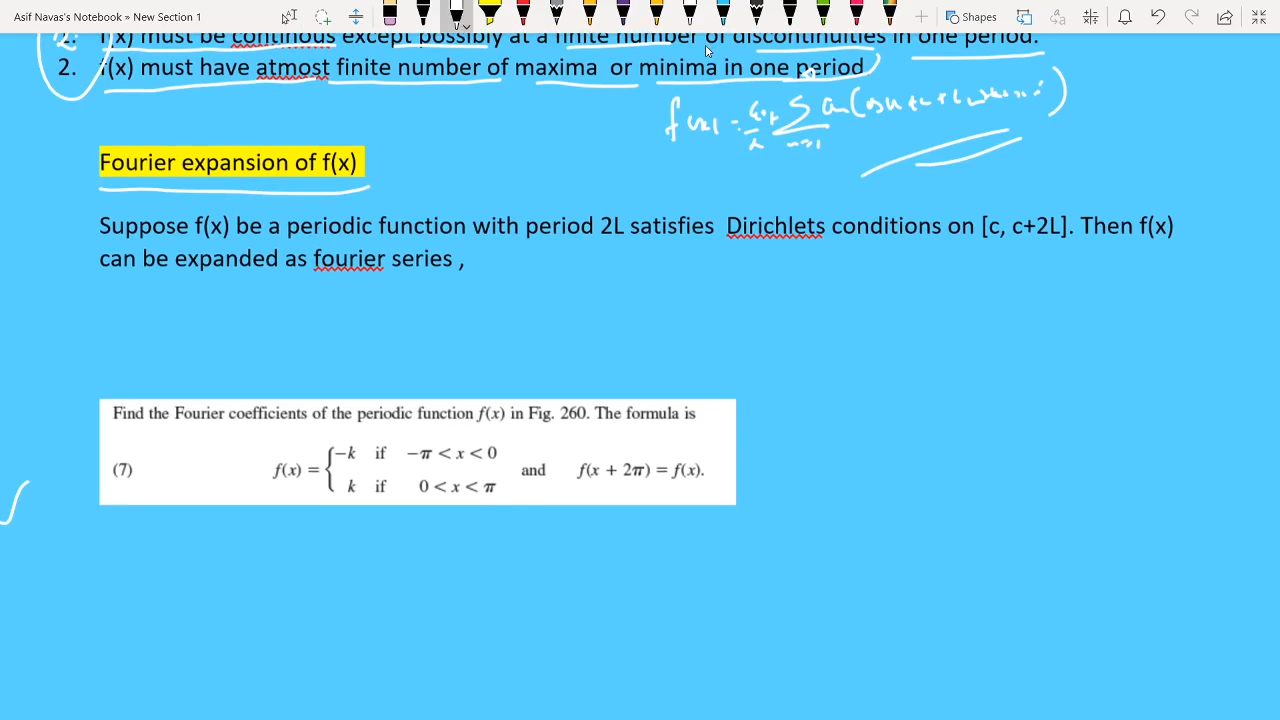 Asif Navas's Notebook » New Section 1
Shapes
2. f(x) must be continous except possibly at a finite number of discontinuities in one period.
2. f(x) must have atmost finite number of maxima or minima in one period
Fourier expansion of f(x)
Suppose f(x) be a periodic function with period 2L satisfies Dirichlets conditions on [c, c+2L]. Then f(x)
can be expanded as fourier series ,
Find the Fourier coefficients of the periodic function f(x) in Fig. 260. The formula is
-k if -π < x < 0
(7) f(x) = { and f(x + 2π) = f(x).
k if 0 < x < π